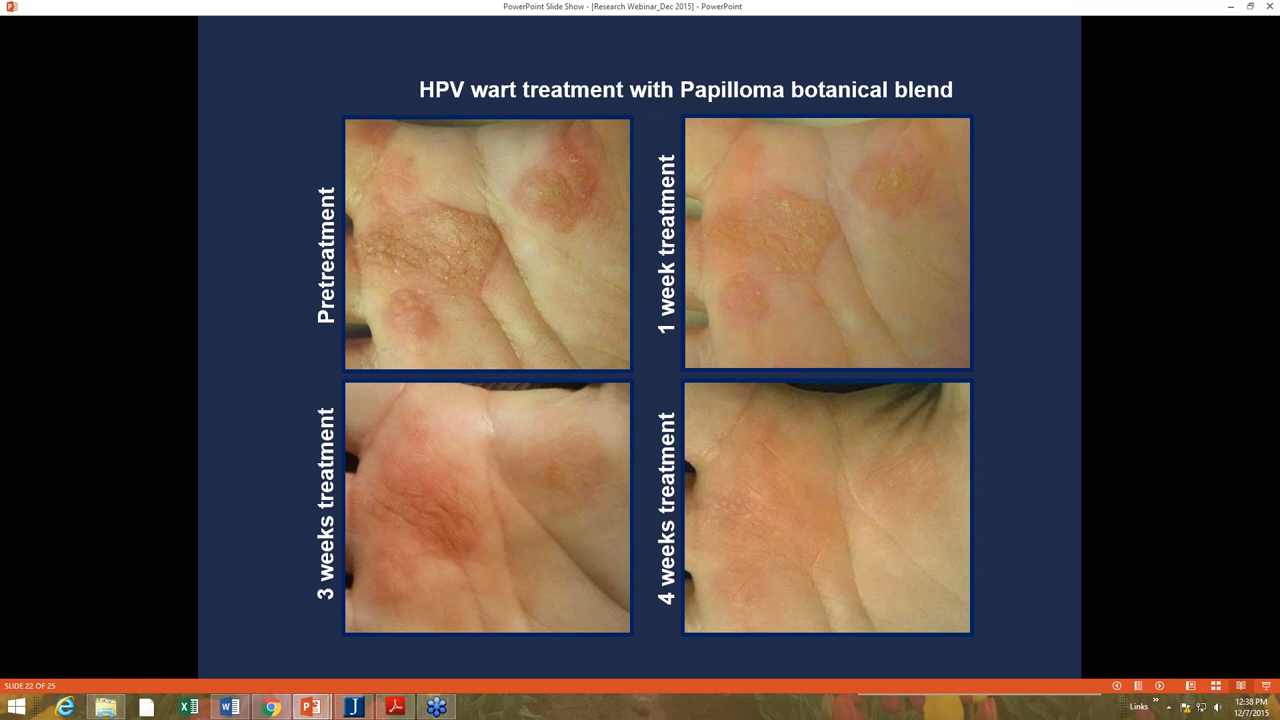 PowerPoint Slide Show - [Research Webinar_Dec 2015] - PowerPoint
HPV wart treatment with Papilloma botanical blend
Pretreatment
1 week treatment
3 weeks treatment
4 weeks treatment
SLIDE 22 OF 25
Links
12:38 PM
12/7/2015